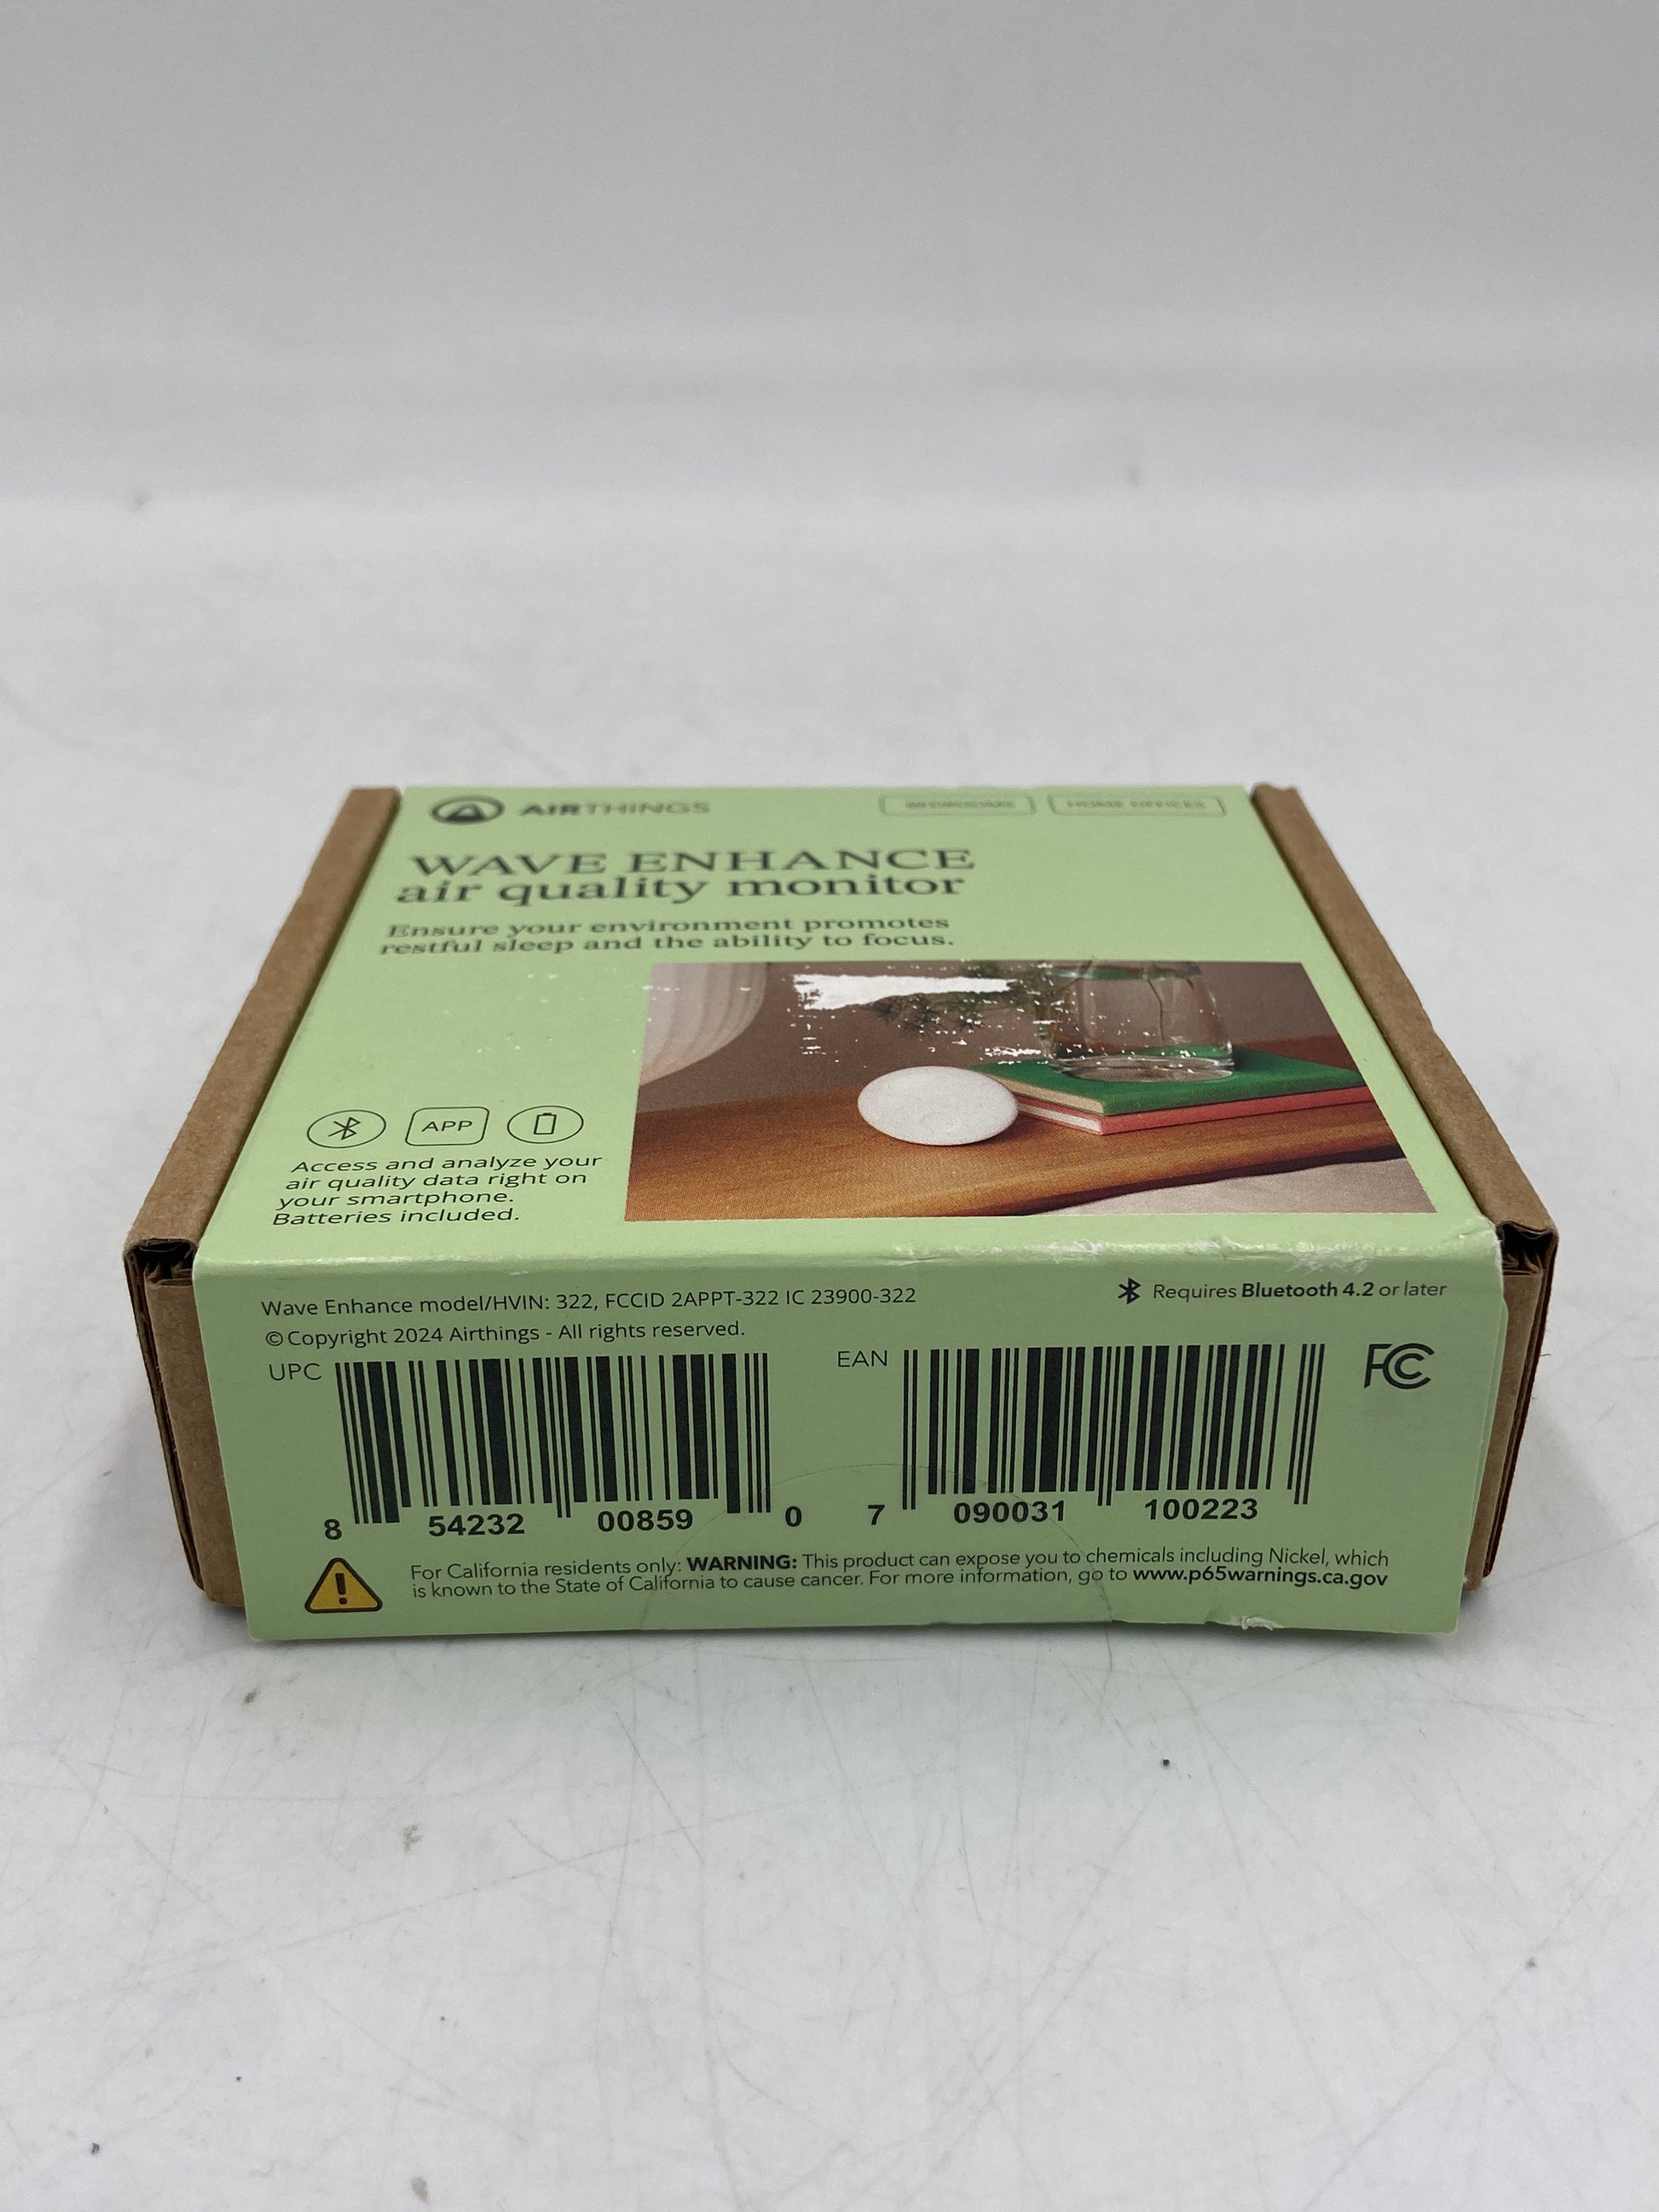 AIRTHINGS
BEDROOMS HOME OFFICES
WAVE ENHANCE
air quality monitor
Ensure your environment promotes
restful sleep and the ability to focus.
APP
Access and analyze your
air quality data right on
your smartphone.
Batteries included.
Wave Enhance model/HVIN: 322, FCCID 2APPT-322 IC 23900-322
Requires Bluetooth 4.2 or later
©Copyright 2024 Airthings - All rights reserved.
UPC
8 54232 00859 0
EAN
7 090031 100223
FC
For California residents only: WARNING: This product can expose you to chemicals including Nickel, which
is known to the State of California to cause cancer. For more information, go to www.p65warnings.ca.gov